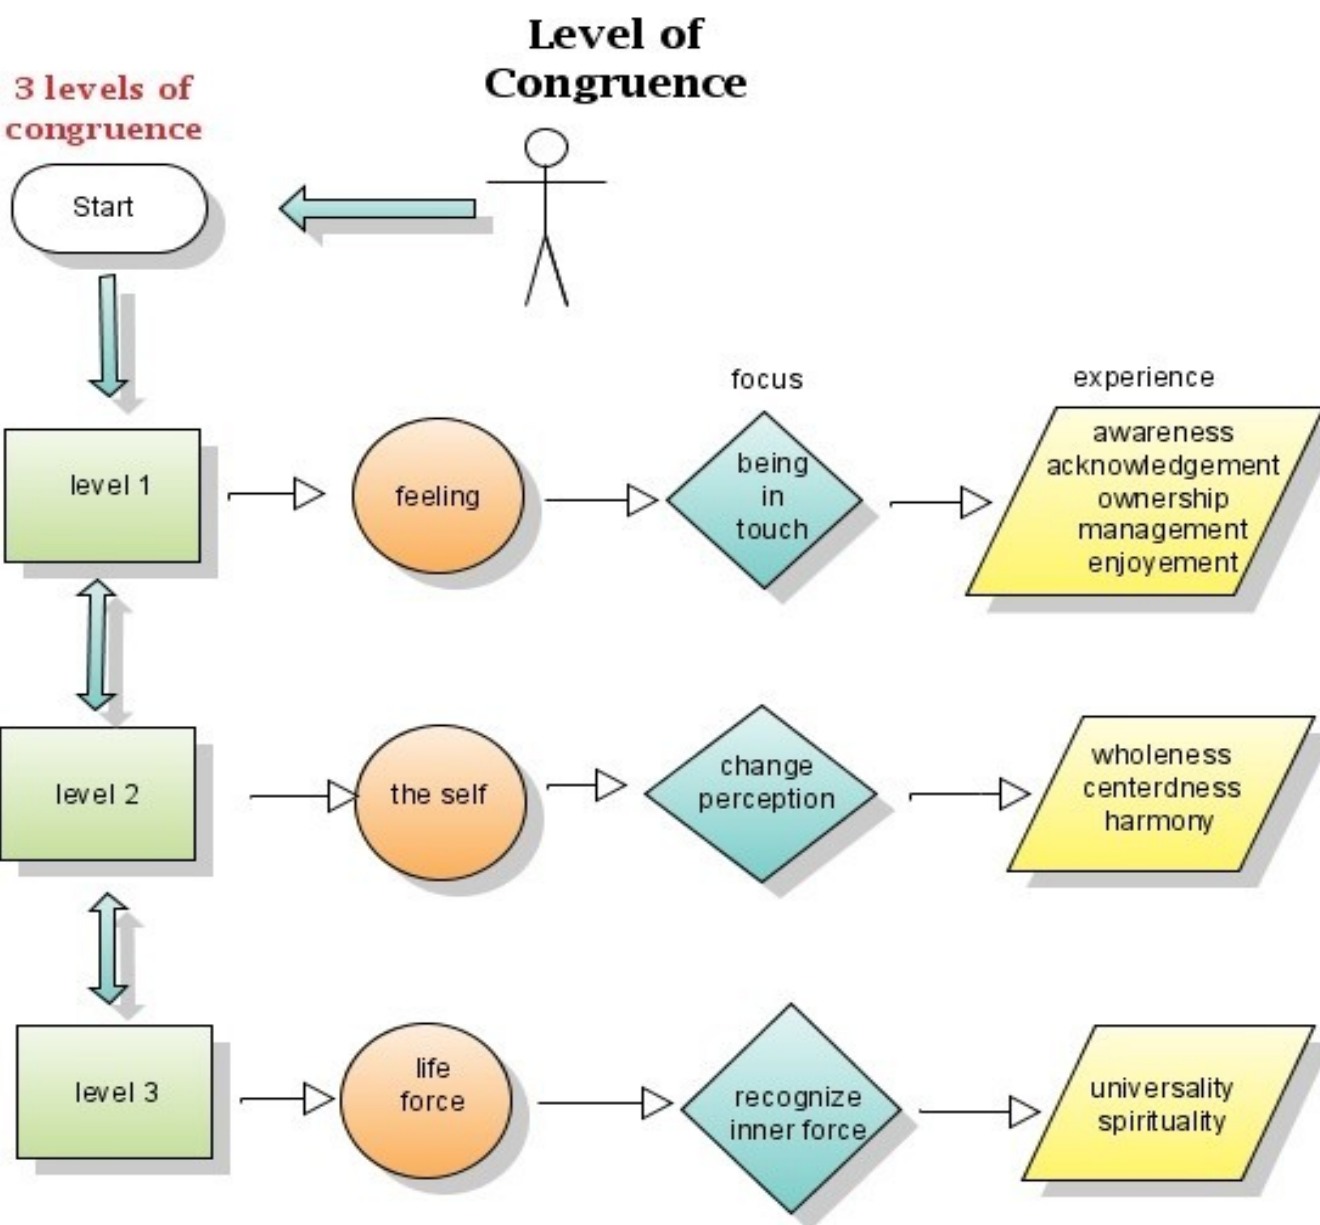 Level of
Congruence
3 levels of
congruence
Start
focus
experience
level 1
feeling
being
in
touch
awareness
acknowledgement
ownership
management
enjoyement
level 2
the self
change
perception
wholeness
centerdness
harmony
level 3
life
force
recognize
inner force
universality
spirituality